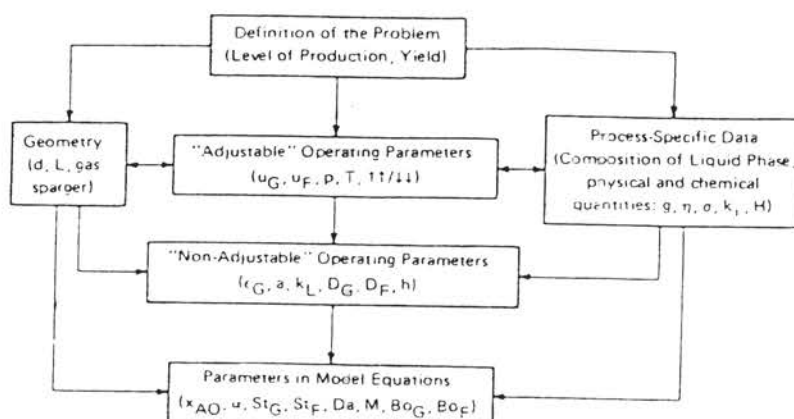 Definition of the Problem
(Level of Production, Yield)
Geometry
(d, L, gas
sparger)
"Adjustable" Operating Parameters
(u_G, u_F, p, T, ↑↑/↓↓)
Process-Specific Data
(Composition of Liquid Phase,
physical and chemical
quantities: g, η, σ, k_r, H)
"Non-Adjustable" Operating Parameters
(ϵ_G, a, k_L, D_G, D_F, h)
Parameters in Model Equations
(x_AO, α, St_G, St_F, Da, M, Bo_G, Bo_F)